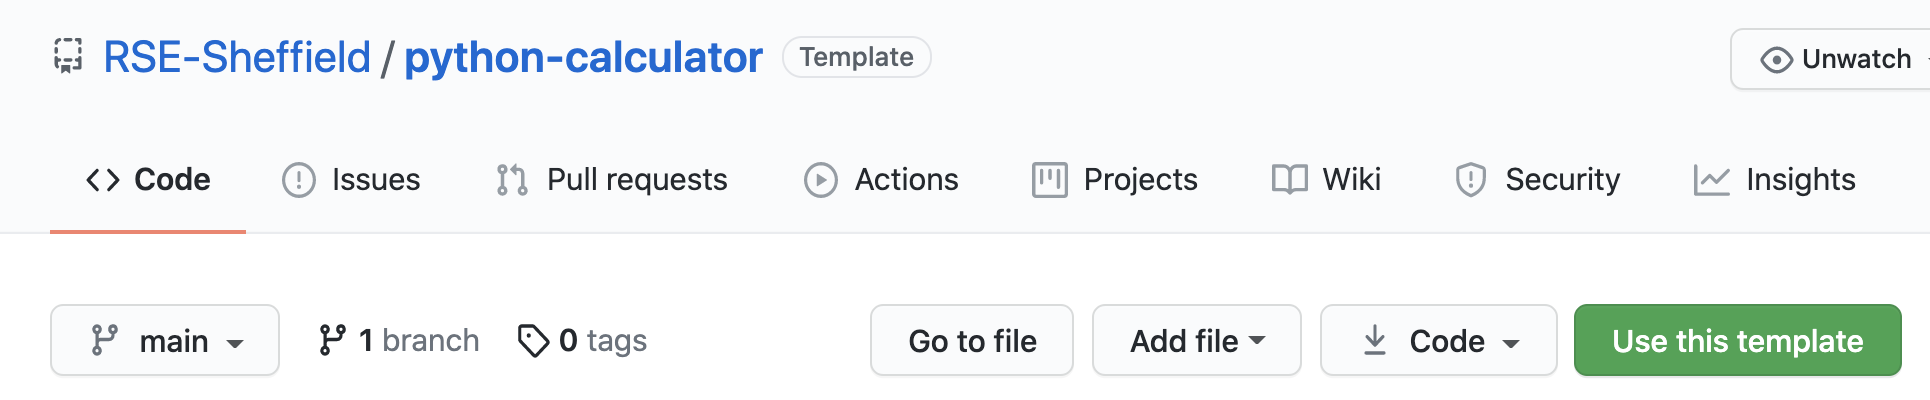 RSE-Sheffield / python-calculator Template Unwatch
Code Issues Pull requests Actions Projects Wiki Security Insights
main 1 branch 0 tags Go to file Add file Code Use this template